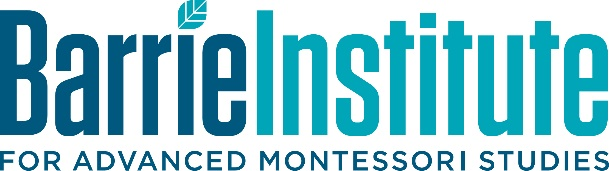 BarrieInstitute
FOR ADVANCED MONTESSORI STUDIES